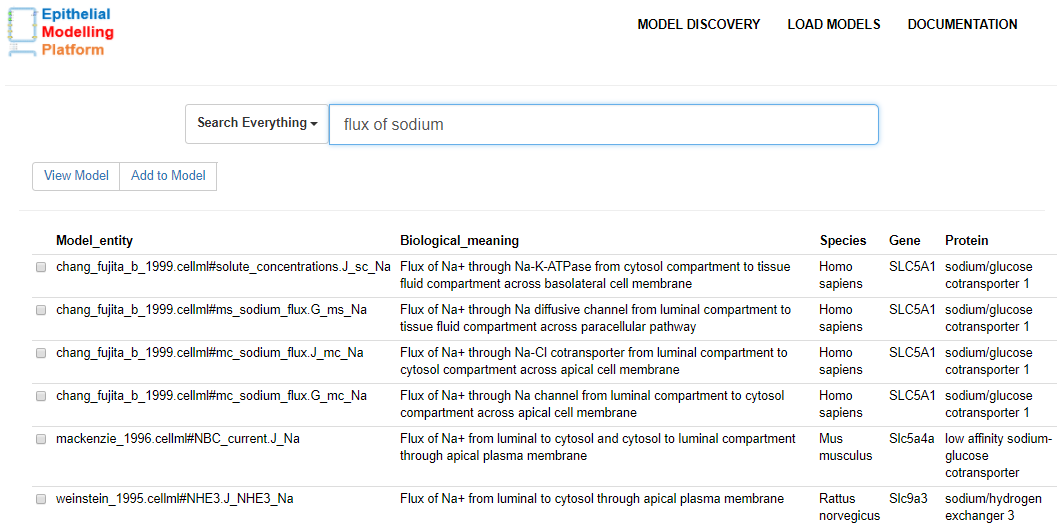 Epithelial
Modelling
Platform
MODEL DISCOVERY LOAD MODELS DOCUMENTATION
Search Everything flux of sodium
View Model Add to Model
Model_entity Biological_meaning Species Gene Protein
chang_fujita_b_1999.cellml#solute_concentrations.J_sc_Na Flux of Na+ through Na-K-ATPase from cytosol compartment to tissue Homo SLC5A1 sodium/glucose
fluid compartment across basolateral cell membrane sapiens cotransporter 1
chang_fujita_b_1999.cellml#ms_sodium_flux.G_ms_Na Flux of Na+ through Na diffusive channel from luminal compartment to Homo SLC5A1 sodium/glucose
tissue fluid compartment across paracellular pathway sapiens cotransporter 1
chang_fujita_b_1999.cellml#mc_sodium_flux.J_mc_Na Flux of Na+ through Na-Cl cotransporter from luminal compartment to Homo SLC5A1 sodium/glucose
cytosol compartment across apical cell membrane sapiens cotransporter 1
chang_fujita_b_1999.cellml#mc_sodium_flux.G_mc_Na Flux of Na+ through Na channel from luminal compartment to cytosol Homo SLC5A1 sodium/glucose
compartment across apical cell membrane sapiens cotransporter 1
mackenzie_1996.cellml#NBC_current.J_Na Flux of Na+ from luminal to cytosol and cytosol to luminal compartment Mus Slc5a4a low affinity sodium-
through apical plasma membrane musculus glucose
cotransporter
weinstein_1995.cellml#NHE3.J_NHE3_Na Flux of Na+ from luminal to cytosol through apical plasma membrane Rattus Slc9a3 sodium/hydrogen
norvegicus exchanger 3